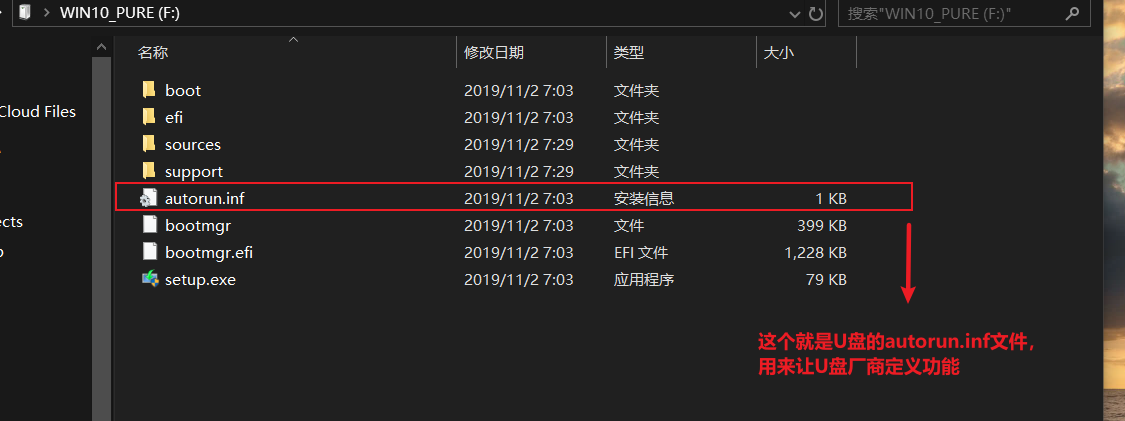 WIN10_PURE (F:)
搜索"WIN10_PURE (F:)"
名称 修改日期 类型 大小
boot 2019/11/2 7:03 文件夹
Cloud Files
efi 2019/11/2 7:03 文件夹
sources 2019/11/2 7:29 文件夹
support 2019/11/2 7:29 文件夹
autorun.inf 2019/11/2 7:03 安装信息 1 KB
ects
bootmgr 2019/11/2 7:03 文件 399 KB
bootmgr.efi 2019/11/2 7:03 EFI 文件 1,228 KB
setup.exe 2019/11/2 7:03 应用程序 79 KB
这个就是U盘的autorun.inf文件，
用来让U盘厂商定义功能